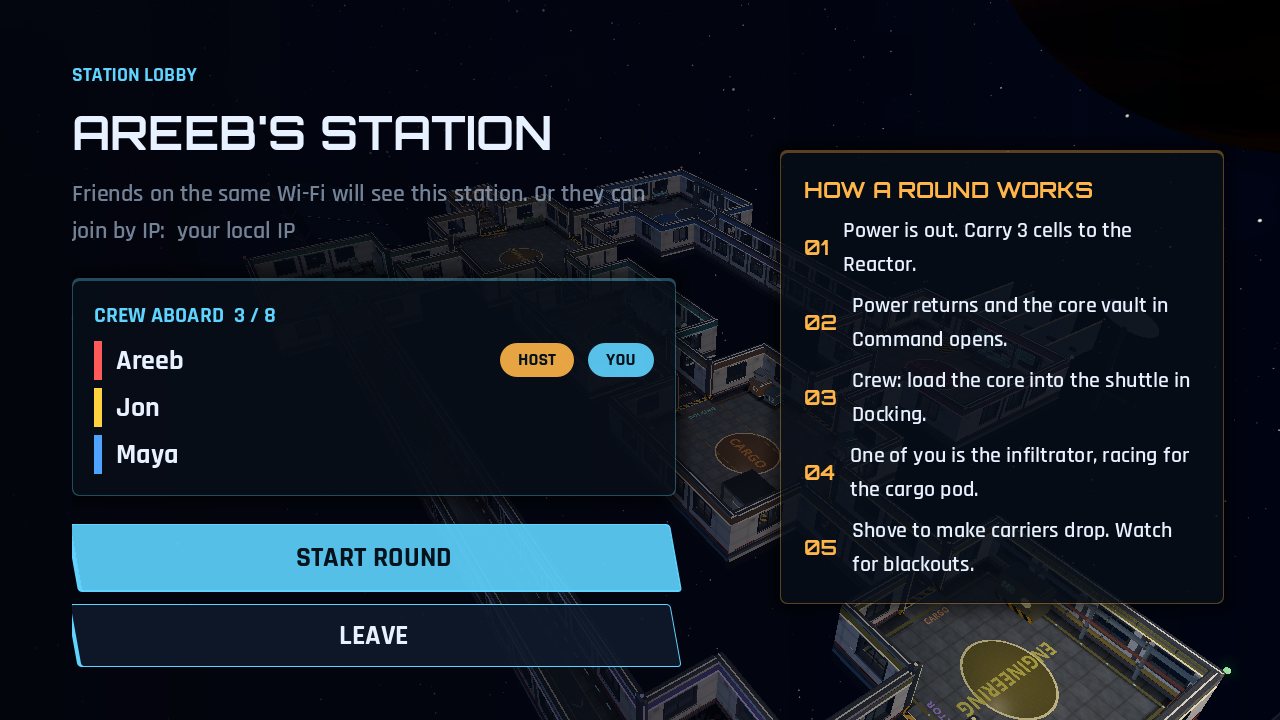 STATION LOBBY
AREEB'S STATION
Friends on the same Wi-Fi will see this station. Or they can
join by IP:  your local IP
CREW ABOARD  3 / 8
Areeb
HOST
YOU
Jon
Maya
START ROUND
LEAVE
HOW A ROUND WORKS
01
Power is out. Carry 3 cells to the
Reactor.
02
Power returns and the core vault in
Command opens.
03
Crew: load the core into the shuttle in
Docking.
04
One of you is the infiltrator, racing for
the cargo pod.
05
Shove to make carriers drop. Watch
for blackouts.
CARGO
CARGO
ENGINEERING